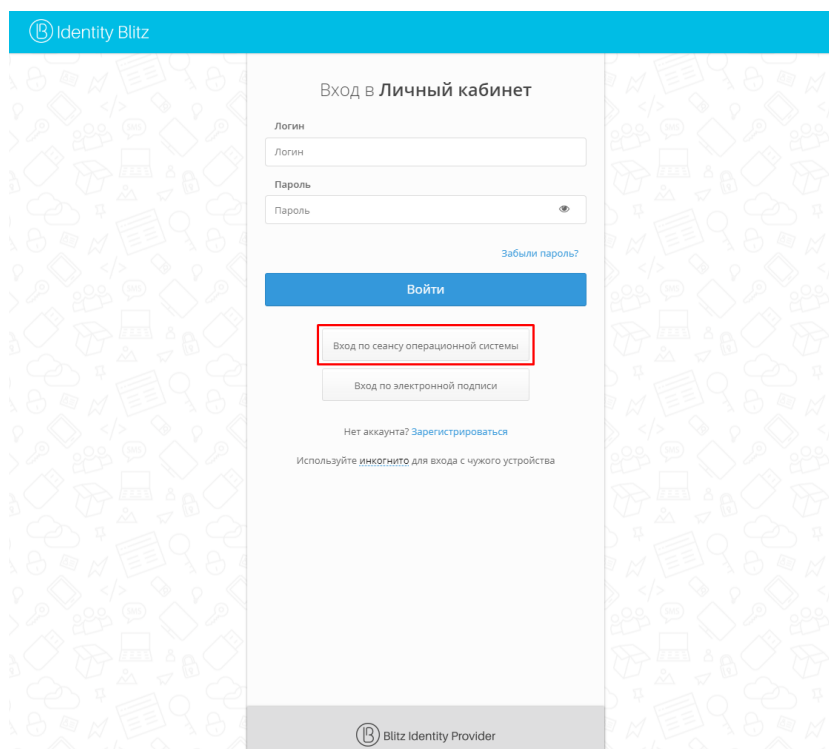 Identity Blitz
Вход в Личный кабинет
Логин
Логин
Пароль
Пароль
Забыли пароль?
Войти
Вход по сеансу операционной системы
Вход по электронной подписи
Нет аккаунта? Зарегистрироваться
Используйте инкогнито для входа с чужого устройства
Blitz Identity Provider